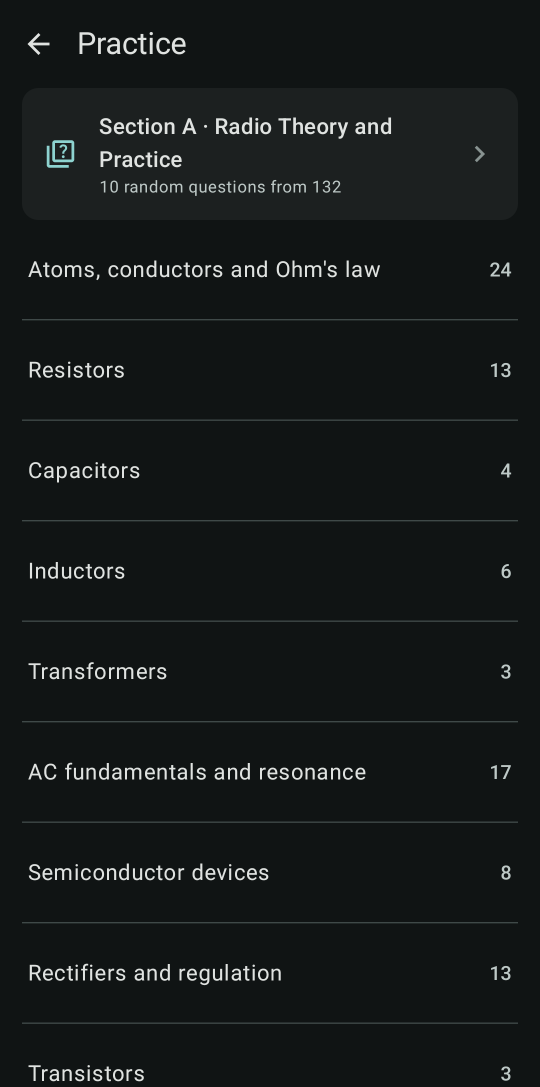 Practice
Section A · Radio Theory and
Practice
10 random questions from 132
Atoms, conductors and Ohm's law 24
Resistors 13
Capacitors 4
Inductors 6
Transformers 3
AC fundamentals and resonance 17
Semiconductor devices 8
Rectifiers and regulation 13
Transistors 3